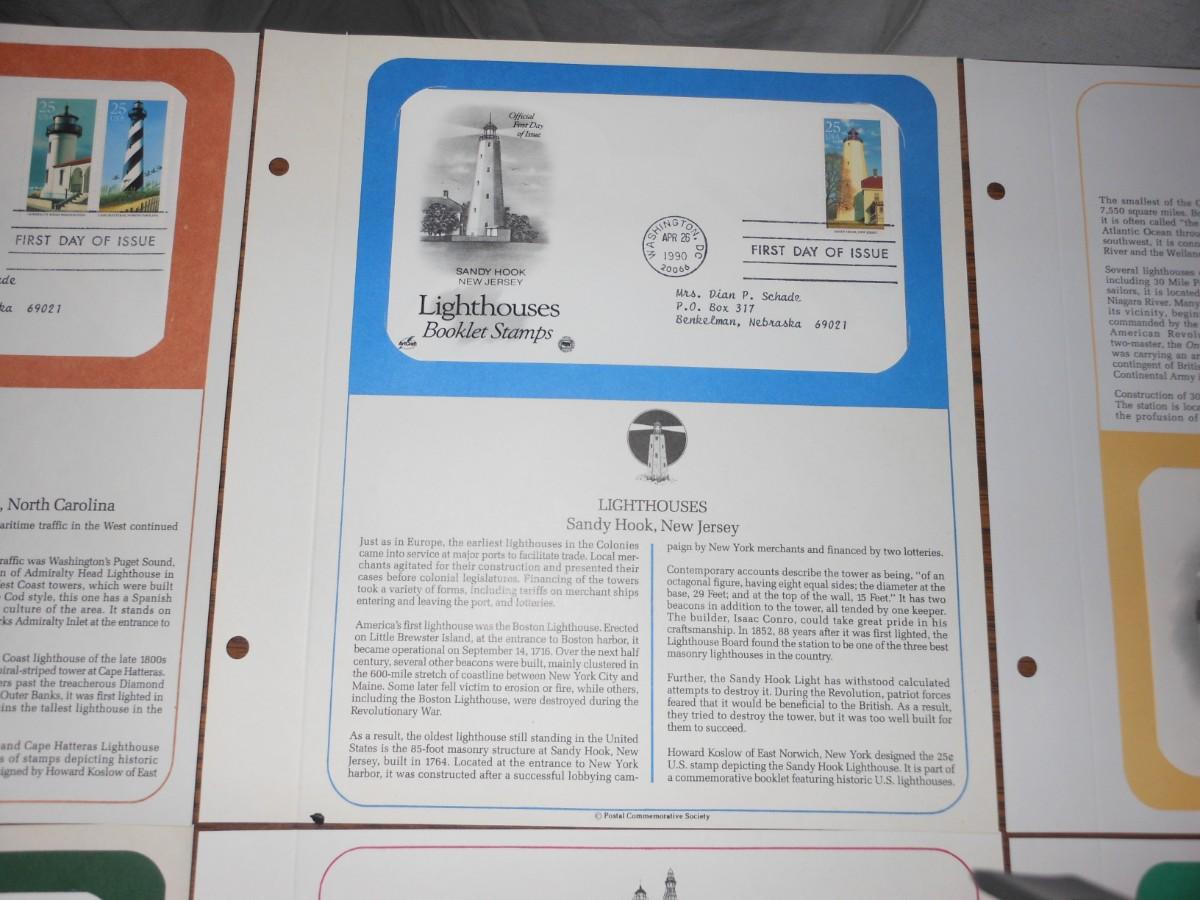 25
USA
25
USA
FIRST DAY OF ISSUE
69021
, North Carolina
aritime traffic in the West continued
raffic was Washington's Puget Sound,
n of Admiralty Head Lighthouse in
est Coast towers, which were built
Cod style, this one has a Spanish
culture of the area. It stands on
ks Admiralty Inlet at the entrance to
Coast lighthouse of the late 1800s
iral-striped tower at Cape Hatteras.
ers past the treacherous Diamond
Outer Banks, it was first lighted in
ins the tallest lighthouse in the
and Cape Hatteras Lighthouse
s of stamps depicting historic
igned by Howard Koslow of East
Official
First Day
of Issue
SANDY HOOK
NEW JERSEY
Lighthouses
Booklet Stamps
ArtCraft
25
USA
WASHINGTON, DC
APR 26
1990
20066
FIRST DAY OF ISSUE
Mrs. Dian P. Schade
P.O. Box 317
Benkelman, Nebraska 69021
LIGHTHOUSES
Sandy Hook, New Jersey
Just as in Europe, the earliest lighthouses in the Colonies
came into service at major ports to facilitate trade. Local mer-
chants agitated for their construction and presented their
cases before colonial legislatures. Financing of the towers
took a variety of forms, including tariffs on merchant ships
entering and leaving the port, and lotteries.
America's first lighthouse was the Boston Lighthouse. Erected
on Little Brewster Island, at the entrance to Boston harbor, it
became operational on September 14, 1716. Over the next half
century, several other beacons were built, mainly clustered in
the 600-mile stretch of coastline between New York City and
Maine. Some later fell victim to erosion or fire, while others,
including the Boston Lighthouse, were destroyed during the
Revolutionary War.
As a result, the oldest lighthouse still standing in the United
States is the 85-foot masonry structure at Sandy Hook, New
Jersey, built in 1764. Located at the entrance to New York
harbor, it was constructed after a successful lobbying cam-
paign by New York merchants and financed by two lotteries.
Contemporary accounts describe the tower as being, "of an
octagonal figure, having eight equal sides; the diameter at the
base, 29 Feet; and at the top of the wall, 15 Feet." It has two
beacons in addition to the tower, all tended by one keeper.
The builder, Isaac Conro, could take great pride in his
craftsmanship. In 1852, 88 years after it was first lighted, the
Lighthouse Board found the station to be one of the three best
masonry lighthouses in the country.
Further, the Sandy Hook Light has withstood calculated
attempts to destroy it. During the Revolution, patriot forces
feared that it would be beneficial to the British. As a result,
they tried to destroy the tower, but it was too well built for
them to succeed.
Howard Koslow of East Norwich, New York designed the 25¢
U.S. stamp depicting the Sandy Hook Lighthouse. It is part of
a commemorative booklet featuring historic U.S. lighthouses.
© Postal Commemorative Society
The smallest of the
7,550 square miles.
it is often called "the
Atlantic Ocean throu
southwest, it is conn
River and the Wellan
Several lighthouses
including 30 Mile P
sailors, it is located
Niagara River. Many
its vicinity, begin
commanded by the
American Revol
two-master, the On
was carrying an ar
contingent of Britis
Continental Army i
Construction of 30
The station is loca
the profusion of